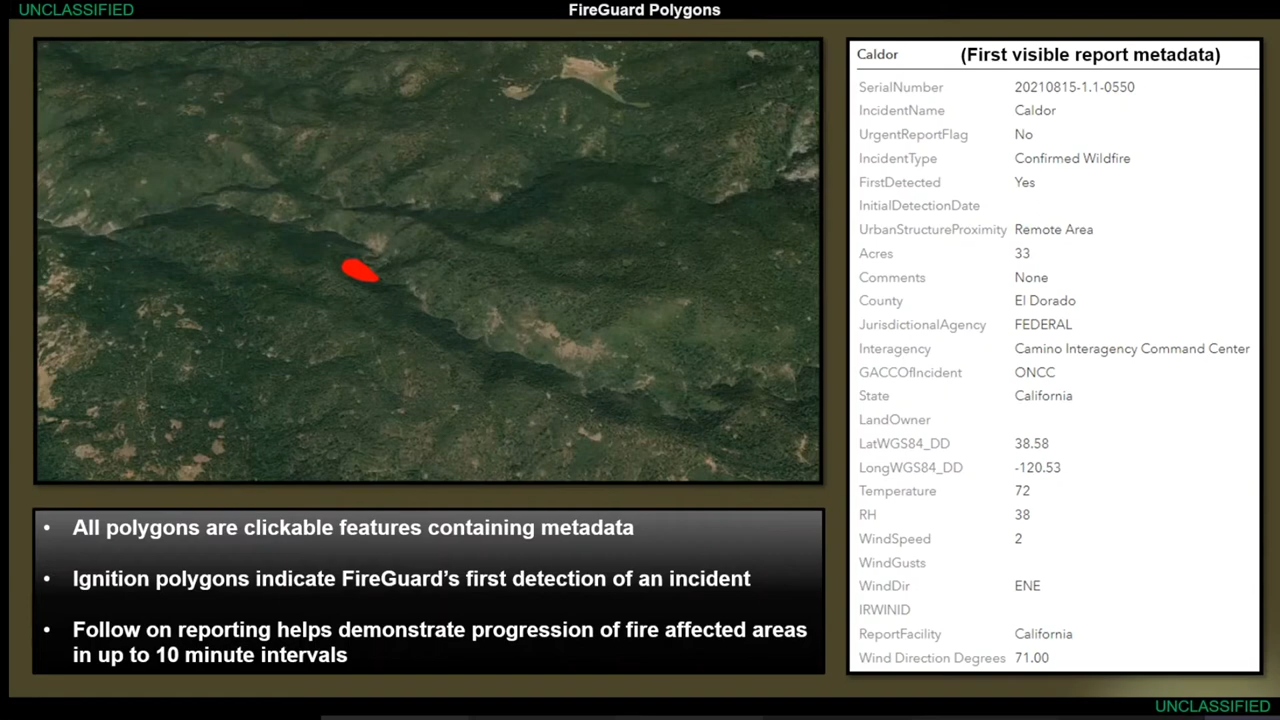 UNCLASSIFIED
FireGuard Polygons
Caldor (First visible report metadata)
SerialNumber 20210815-1.1-0550
IncidentName Caldor
UrgentReportFlag No
IncidentType Confirmed Wildfire
FirstDetected Yes
InitialDetectionDate
UrbanStructureProximity Remote Area
Acres 33
Comments None
County El Dorado
JurisdictionalAgency FEDERAL
Interagency Camino Interagency Command Center
GACCOfIncident ONCC
State California
LandOwner
LatWGS84_DD 38.58
LongWGS84_DD -120.53
Temperature 72
RH 38
WindSpeed 2
WindGusts
WindDir ENE
IRWINID
ReportFacility California
Wind Direction Degrees 71.00
• All polygons are clickable features containing metadata
• Ignition polygons indicate FireGuard's first detection of an incident
• Follow on reporting helps demonstrate progression of fire affected areas
in up to 10 minute intervals
UNCLASSIFIED